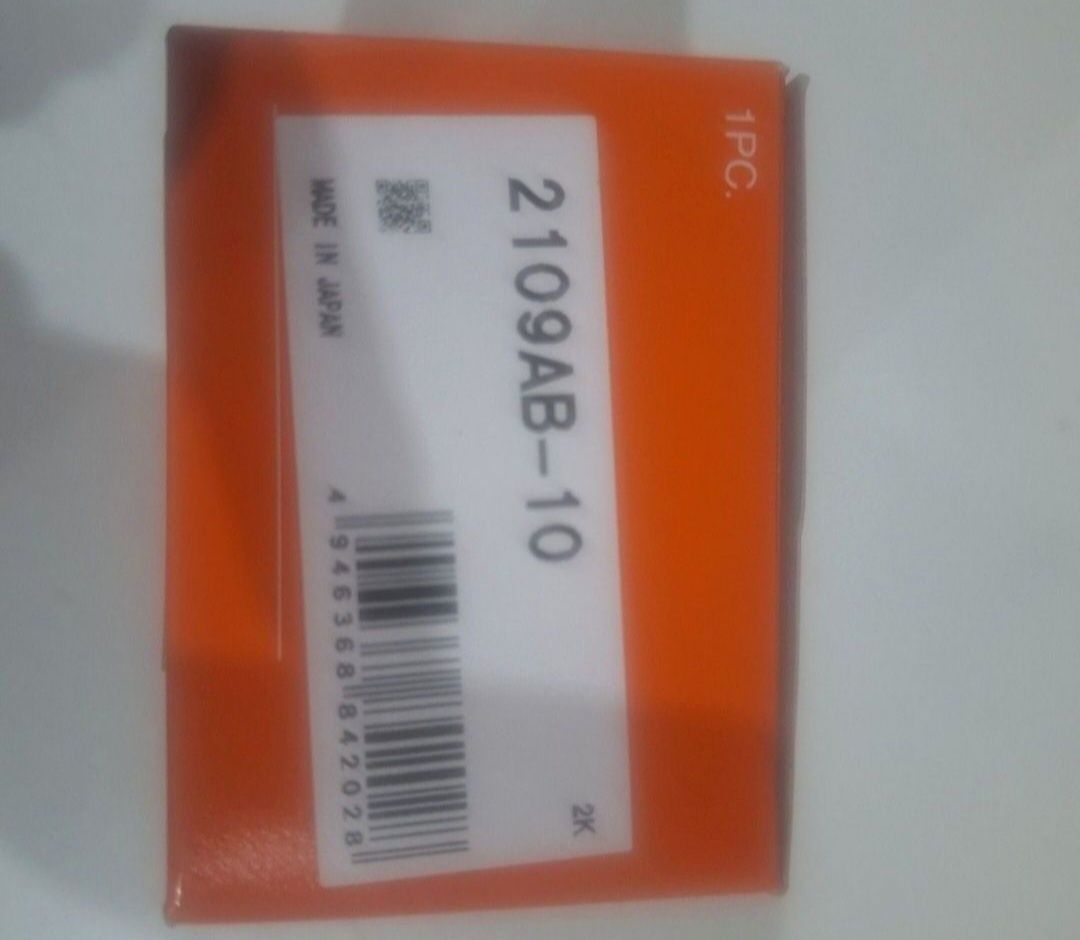 1PC.
2109AB-10
2K
MADE IN JAPAN
4 946368 842028